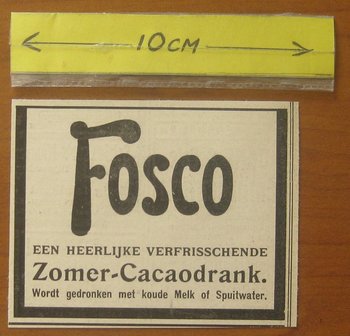 10CM
Fosco
EEN HEERLIJKE VERFRISSCHENDE
Zomer-Cacaodrank.
Wordt gedronken met koude Melk of Spuitwater.